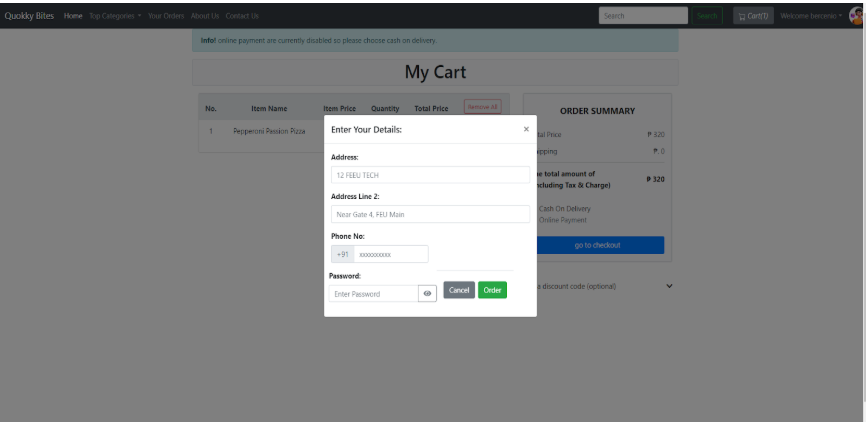 Quokky Bites Home Top Categories Your Orders About Us Contact Us Search Search Cart(1) Welcome bercenio
Info! online payment are currently disabled so please choose cash on delivery.
My Cart
No. Item Name Item Price Quantity Total Price Remove All
1 Pepperoni Passion Pizza
ORDER SUMMARY
tal Price ₱ 320
pping ₱. 0
e total amount of
cluding Tax & Charge) ₱ 320
Cash On Delivery
Online Payment
go to checkout
a discount code (optional)
Enter Your Details: ×
Address:
12 FEEU TECH
Address Line 2:
Near Gate 4, FEU Main
Phone No:
+91 xxxxxxxxxx
Password:
Enter Password
Cancel Order